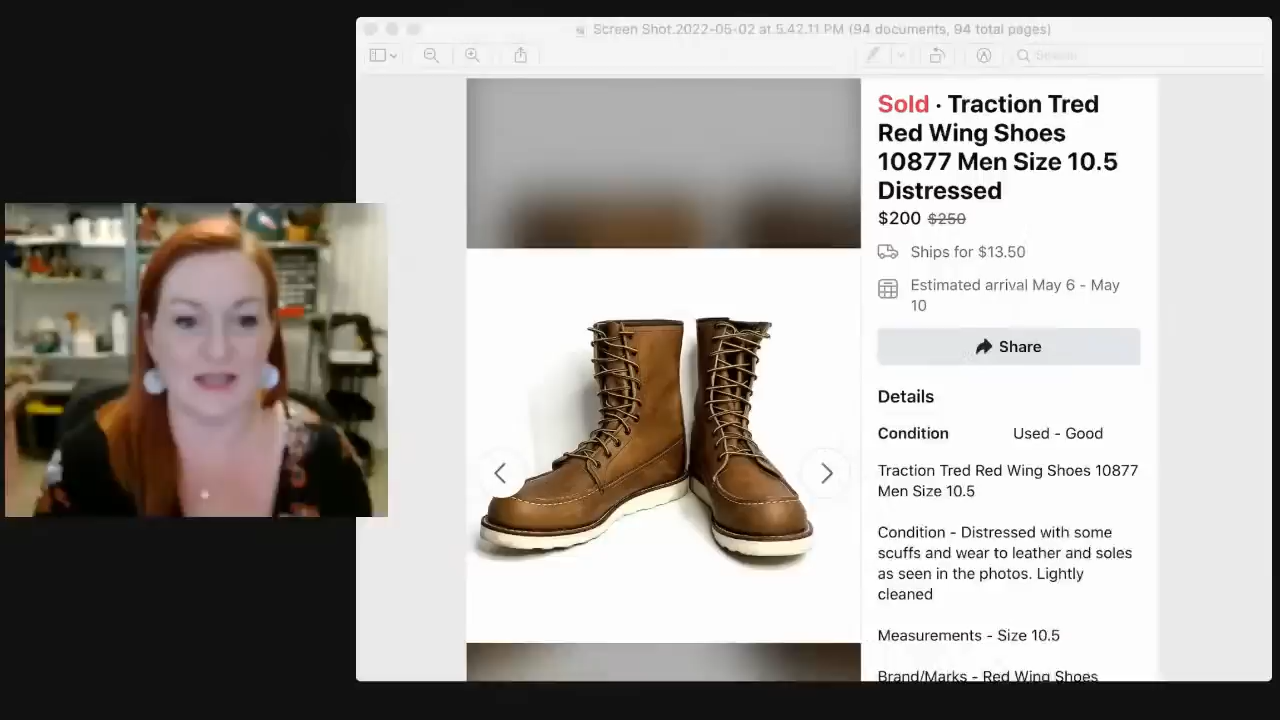 Screen Shot 2022-05-02 at 5.42.11 PM (94 documents, 94 total pages)
Search
Sold · Traction Tred
Red Wing Shoes
10877 Men Size 10.5
Distressed
$200 $250
Ships for $13.50
Estimated arrival May 6 - May
10
Share
Details
Condition Used - Good
Traction Tred Red Wing Shoes 10877
Men Size 10.5
Condition - Distressed with some
scuffs and wear to leather and soles
as seen in the photos. Lightly
cleaned
Measurements - Size 10.5
Brand/Marks - Red Wing Shoes